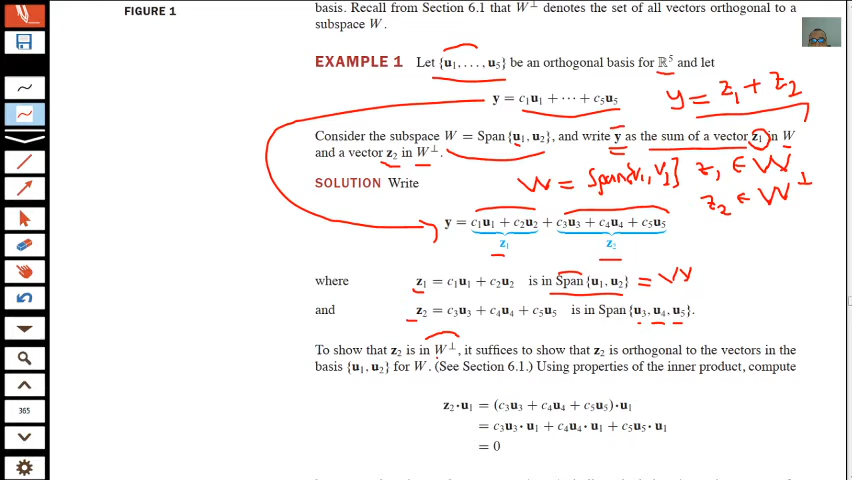 FIGURE 1
basis. Recall from Section 6.1 that W⊥ denotes the set of all vectors orthogonal to a
subspace W.
EXAMPLE 1 Let {u1, . . . , u5} be an orthogonal basis for ℝ5 and let
y = c1u1 + ··· + c5u5
y = z1 + z2
Consider the subspace W = Span {u1, u2}, and write y as the sum of a vector z1 in W
and a vector z2 in W⊥.
W = span{v1, v2} z1 ∈ W
z2 ∈ W⊥
SOLUTION Write
y = c1u1 + c2u2 + c3u3 + c4u4 + c5u5
z1 z2
where z1 = c1u1 + c2u2 is in Span {u1, u2} = W
and z2 = c3u3 + c4u4 + c5u5 is in Span {u3, u4, u5}.
To show that z2 is in W⊥, it suffices to show that z2 is orthogonal to the vectors in the
basis {u1, u2} for W. (See Section 6.1.) Using properties of the inner product, compute
z2 · u1 = (c3u3 + c4u4 + c5u5) · u1
= c3u3 · u1 + c4u4 · u1 + c5u5 · u1
= 0
365